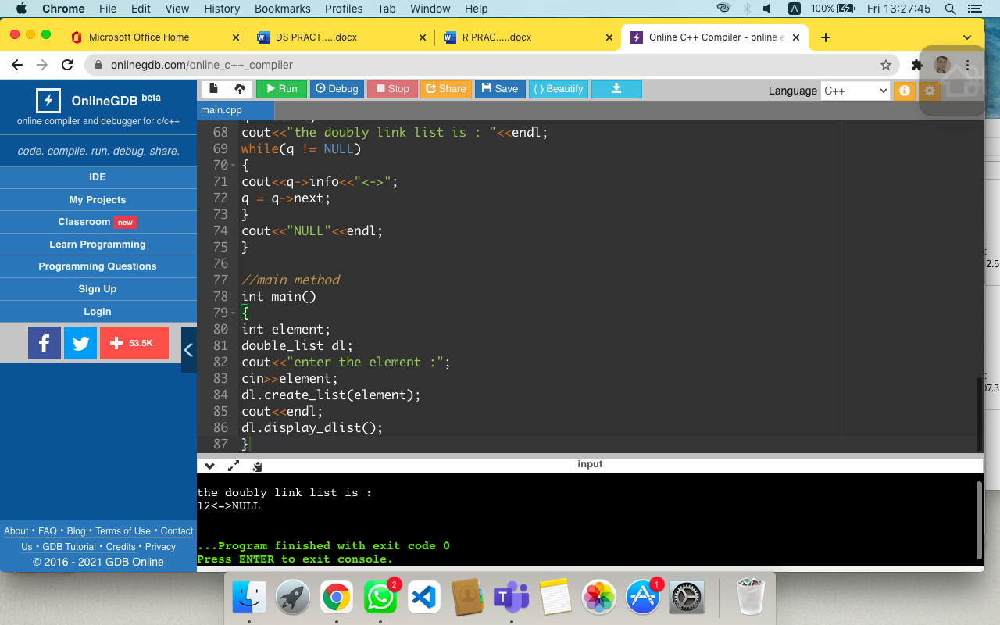 Chrome File Edit View History Bookmarks Profiles Tab Window Help A 100% Fri 13:27:45
Microsoft Office Home DS PRACT.....docx R PRAC.....docx Online C++ Compiler - online e
onlinegdb.com/online_c++_compiler
OnlineGDB beta
online compiler and debugger for c/c++
code. compile. run. debug. share.
IDE
My Projects
Classroom new
Learn Programming
Programming Questions
Sign Up
Login
53.5K
About • FAQ • Blog • Terms of Use • Contact
Us • GDB Tutorial • Credits • Privacy
© 2016 - 2021 GDB Online
Run Debug Stop Share Save { } Beautify Language C++
main.cpp
68 cout<<"the doubly link list is : "<<endl;
69 while(q != NULL)
70 {
71 cout<<q->info<<"<->";
72 q = q->next;
73 }
74 cout<<"NULL"<<endl;
75 }
76
77 //main method
78 int main()
79 {
80 int element;
81 double_list dl;
82 cout<<"enter the element :";
83 cin>>element;
84 dl.create_list(element);
85 cout<<endl;
86 dl.display_dlist();
87 }
input
the doubly link list is :
12<->NULL
...Program finished with exit code 0
Press ENTER to exit console.
2
1